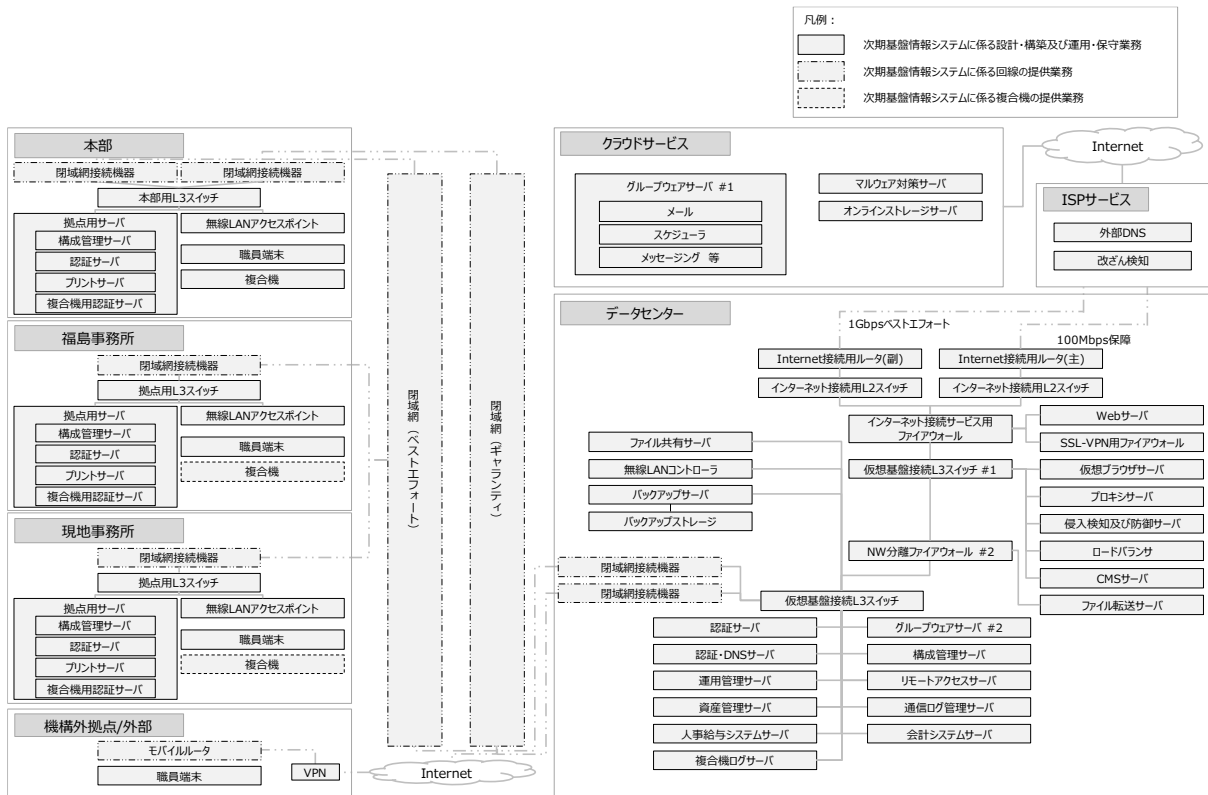 凡例：
次期基盤情報システムに係る設計・構築及び運用・保守業務
次期基盤情報システムに係る回線の提供業務
次期基盤情報システムに係る複合機の提供業務
本部
閉域網接続機器
閉域網接続機器
本部用L3スイッチ
拠点用サーバ
構成管理サーバ
認証サーバ
プリントサーバ
複合機用認証サーバ
無線LANアクセスポイント
職員端末
複合機
福島事務所
閉域網接続機器
拠点用L3スイッチ
拠点用サーバ
構成管理サーバ
認証サーバ
プリントサーバ
複合機用認証サーバ
無線LANアクセスポイント
職員端末
複合機
現地事務所
閉域網接続機器
拠点用L3スイッチ
拠点用サーバ
構成管理サーバ
認証サーバ
プリントサーバ
複合機用認証サーバ
無線LANアクセスポイント
職員端末
複合機
機構外拠点/外部
モバイルルータ
職員端末
VPN
Internet
閉域網（ベストエフォート）
閉域網（ギャランティ）
クラウドサービス
グループウェアサーバ #1
メール
スケジューラ
メッセージング 等
マルウェア対策サーバ
オンラインストレージサーバ
Internet
ISPサービス
外部DNS
改ざん検知
データセンター
1Gbpsベストエフォート
100Mbps保障
Internet接続用ルータ(副)
Internet接続用ルータ(主)
インターネット接続用L2スイッチ
インターネット接続用L2スイッチ
インターネット接続サービス用
ファイアウォール
Webサーバ
SSL-VPN用ファイアウォール
ファイル共有サーバ
無線LANコントローラ
バックアップサーバ
バックアップストレージ
仮想基盤接続L3スイッチ #1
仮想ブラウザサーバ
プロキシサーバ
侵入検知及び防御サーバ
ロードバランサ
CMSサーバ
ファイル転送サーバ
NW分離ファイアウォール #2
閉域網接続機器
閉域網接続機器
仮想基盤接続L3スイッチ
認証サーバ
グループウェアサーバ #2
認証・DNSサーバ
構成管理サーバ
運用管理サーバ
リモートアクセスサーバ
資産管理サーバ
通信ログ管理サーバ
人事給与システムサーバ
会計システムサーバ
複合機ログサーバ